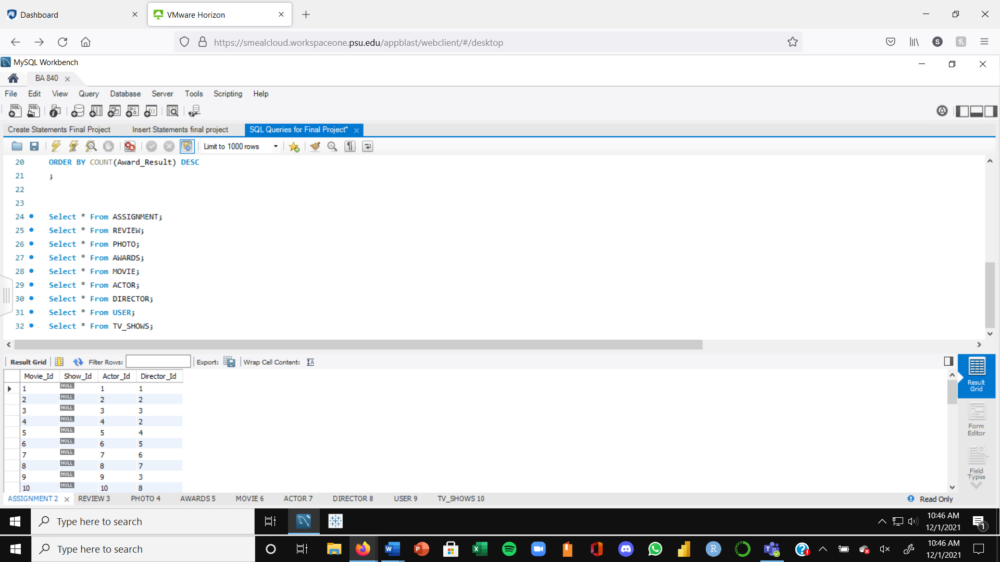 Dashboard
VMware Horizon
https://smealcloud.workspaceone.psu.edu/appblast/webclient/#/desktop
S
MySQL Workbench
BA 840
File Edit View Query Database Server Tools Scripting Help
Create Statements Final Project Insert Statements final project SQL Queries for Final Project*
Limit to 1000 rows
20 ORDER BY COUNT(Award_Result) DESC
21 ;
22
23
24 Select * From ASSIGNMENT;
25 Select * From REVIEW;
26 Select * From PHOTO;
27 Select * From AWARDS;
28 Select * From MOVIE;
29 Select * From ACTOR;
30 Select * From DIRECTOR;
31 Select * From USER;
32 Select * From TV_SHOWS;
Result Grid Filter Rows: Export: Wrap Cell Content: IA
Movie_Id Show_Id Actor_Id Director_Id
1 NULL 1 1
2 NULL 2 2
3 NULL 3 3
4 NULL 4 2
5 NULL 5 4
6 NULL 6 5
7 NULL 7 6
8 NULL 8 7
9 NULL 9 3
10 NULL 10 8
Result
Grid
Form
Editor
Field
Types
ASSIGNMENT 2 REVIEW 3 PHOTO 4 AWARDS 5 MOVIE 6 ACTOR 7 DIRECTOR 8 USER 9 TV_SHOWS 10
Read Only
Type here to search
10:46 AM
12/1/2021
1
Type here to search
10:46 AM
12/1/2021